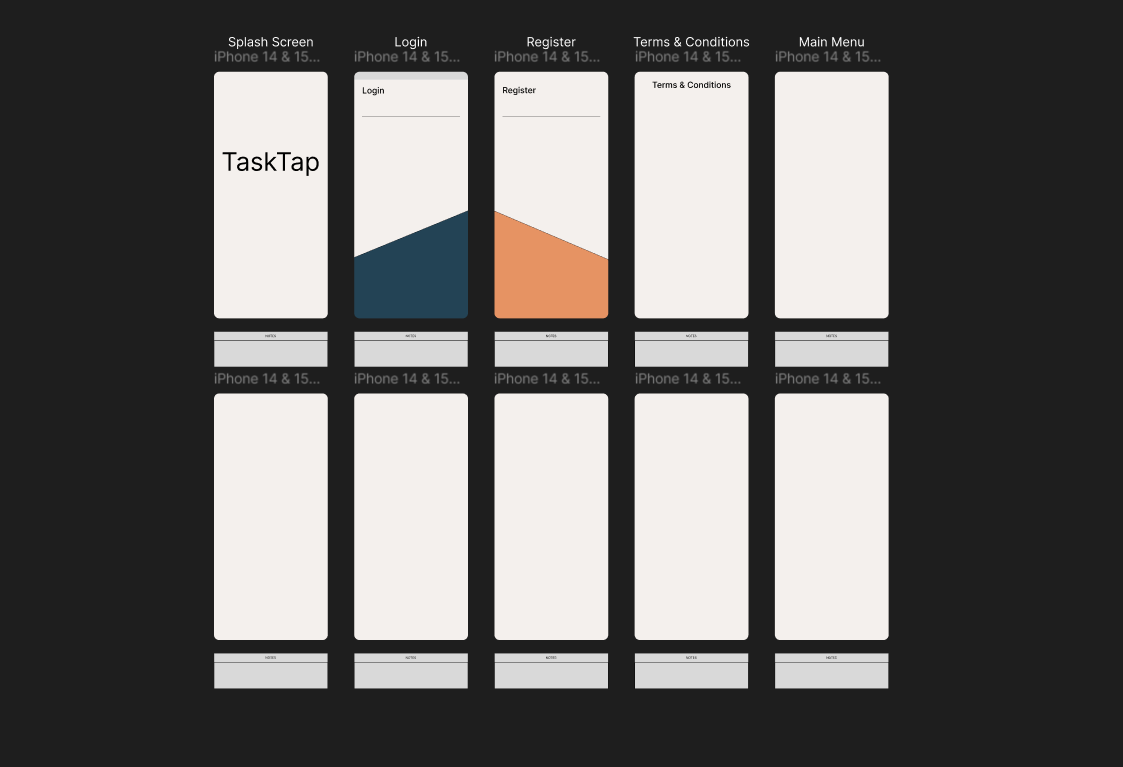 Splash Screen
Login
Register
Terms & Conditions
Main Menu
iPhone 14 & 15...
iPhone 14 & 15...
iPhone 14 & 15...
iPhone 14 & 15...
iPhone 14 & 15...
Login
Register
Terms & Conditions
TaskTap
NOTES
NOTES
NOTES
NOTES
NOTES
iPhone 14 & 15...
iPhone 14 & 15...
iPhone 14 & 15...
iPhone 14 & 15...
iPhone 14 & 15...
NOTES
NOTES
NOTES
NOTES
NOTES